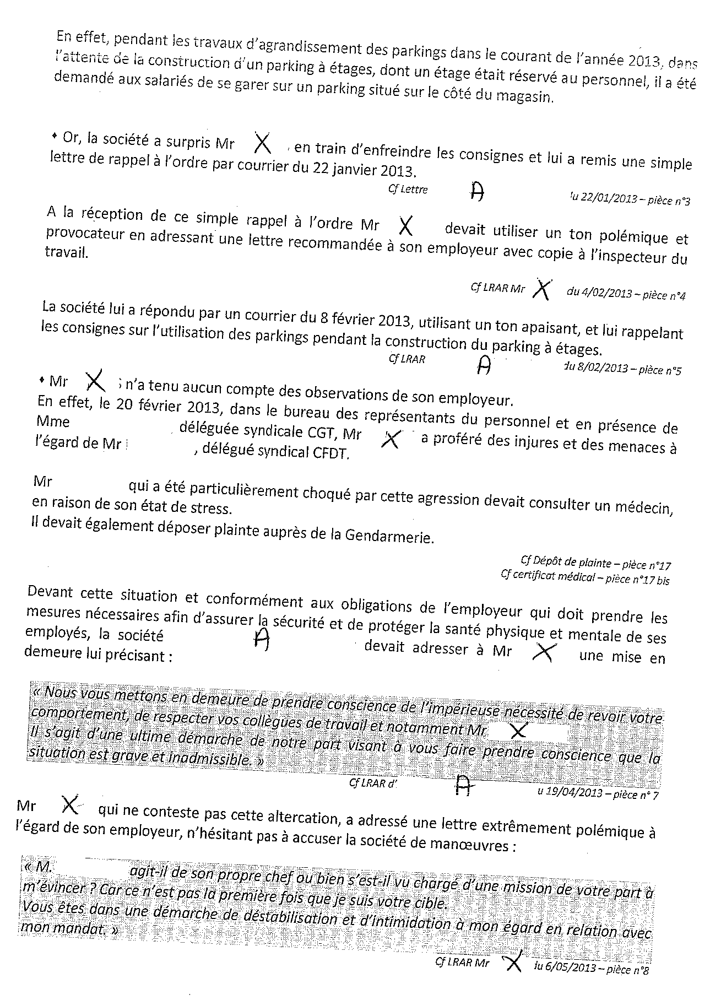 En effet, pendant les travaux d'agrandissement des parkings dans le courant de l'année 2013, dans
l'attente de la construction d'un parking à étages, dont un étage était réservé au personnel, il a été
demandé aux salariés de se garer sur un parking situé sur le côté du magasin.
♦ Or, la société a surpris Mr X en train d'enfreindre les consignes et lui a remis une simple
lettre de rappel à l'ordre par courrier du 22 janvier 2013.
Cf Lettre A u 22/01/2013 – pièce n°3
A la réception de ce simple rappel à l'ordre Mr X devait utiliser un ton polémique et
provocateur en adressant une lettre recommandée à son employeur avec copie à l'inspecteur du
travail.
Cf LRAR Mr X du 4/02/2013 – pièce n°4
La société lui a répondu par un courrier du 8 février 2013, utilisant un ton apaisant, et lui rappelant
les consignes sur l'utilisation des parkings pendant la construction du parking à étages.
Cf LRAR A du 8/02/2013 – pièce n°5
♦ Mr X n'a tenu aucun compte des observations de son employeur.
En effet, le 20 février 2013, dans le bureau des représentants du personnel et en présence de
Mme déléguée syndicale CGT, Mr X a proféré des injures et des menaces à
l'égard de Mr , délégué syndical CFDT.
Mr qui a été particulièrement choqué par cette agression devait consulter un médecin,
en raison de son état de stress.
Il devait également déposer plainte auprès de la Gendarmerie.
Cf Dépôt de plainte – pièce n°17
Cf certificat médical – pièce n°17 bis
Devant cette situation et conformément aux obligations de l'employeur qui doit prendre les
mesures nécessaires afin d'assurer la sécurité et de protéger la santé physique et mentale de ses
employés, la société A devait adresser à Mr X une mise en
demeure lui précisant :
« Nous vous mettons en demeure de prendre conscience de l'impérieuse nécessité de revoir votre
comportement, de respecter vos collègues de travail et notamment Mr X
Il s'agit d'une ultime démarche de notre part visant à vous faire prendre conscience que la
situation est grave et inadmissible. »
Cf LRAR d' A u 19/04/2013 – pièce n° 7
Mr X qui ne conteste pas cette altercation, a adressé une lettre extrêmement polémique à
l'égard de son employeur, n'hésitant pas à accuser la société de manœuvres :
« M. agit-il de son propre chef ou bien s'est-il vu chargé d'une mission de votre part à
m'évincer ? Car ce n'est pas la première fois que je suis votre cible.
Vous êtes dans une démarche de déstabilisation et d'intimidation à mon égard en relation avec
mon mandat. »
Cf LRAR Mr X du 6/05/2013 – pièce n°8